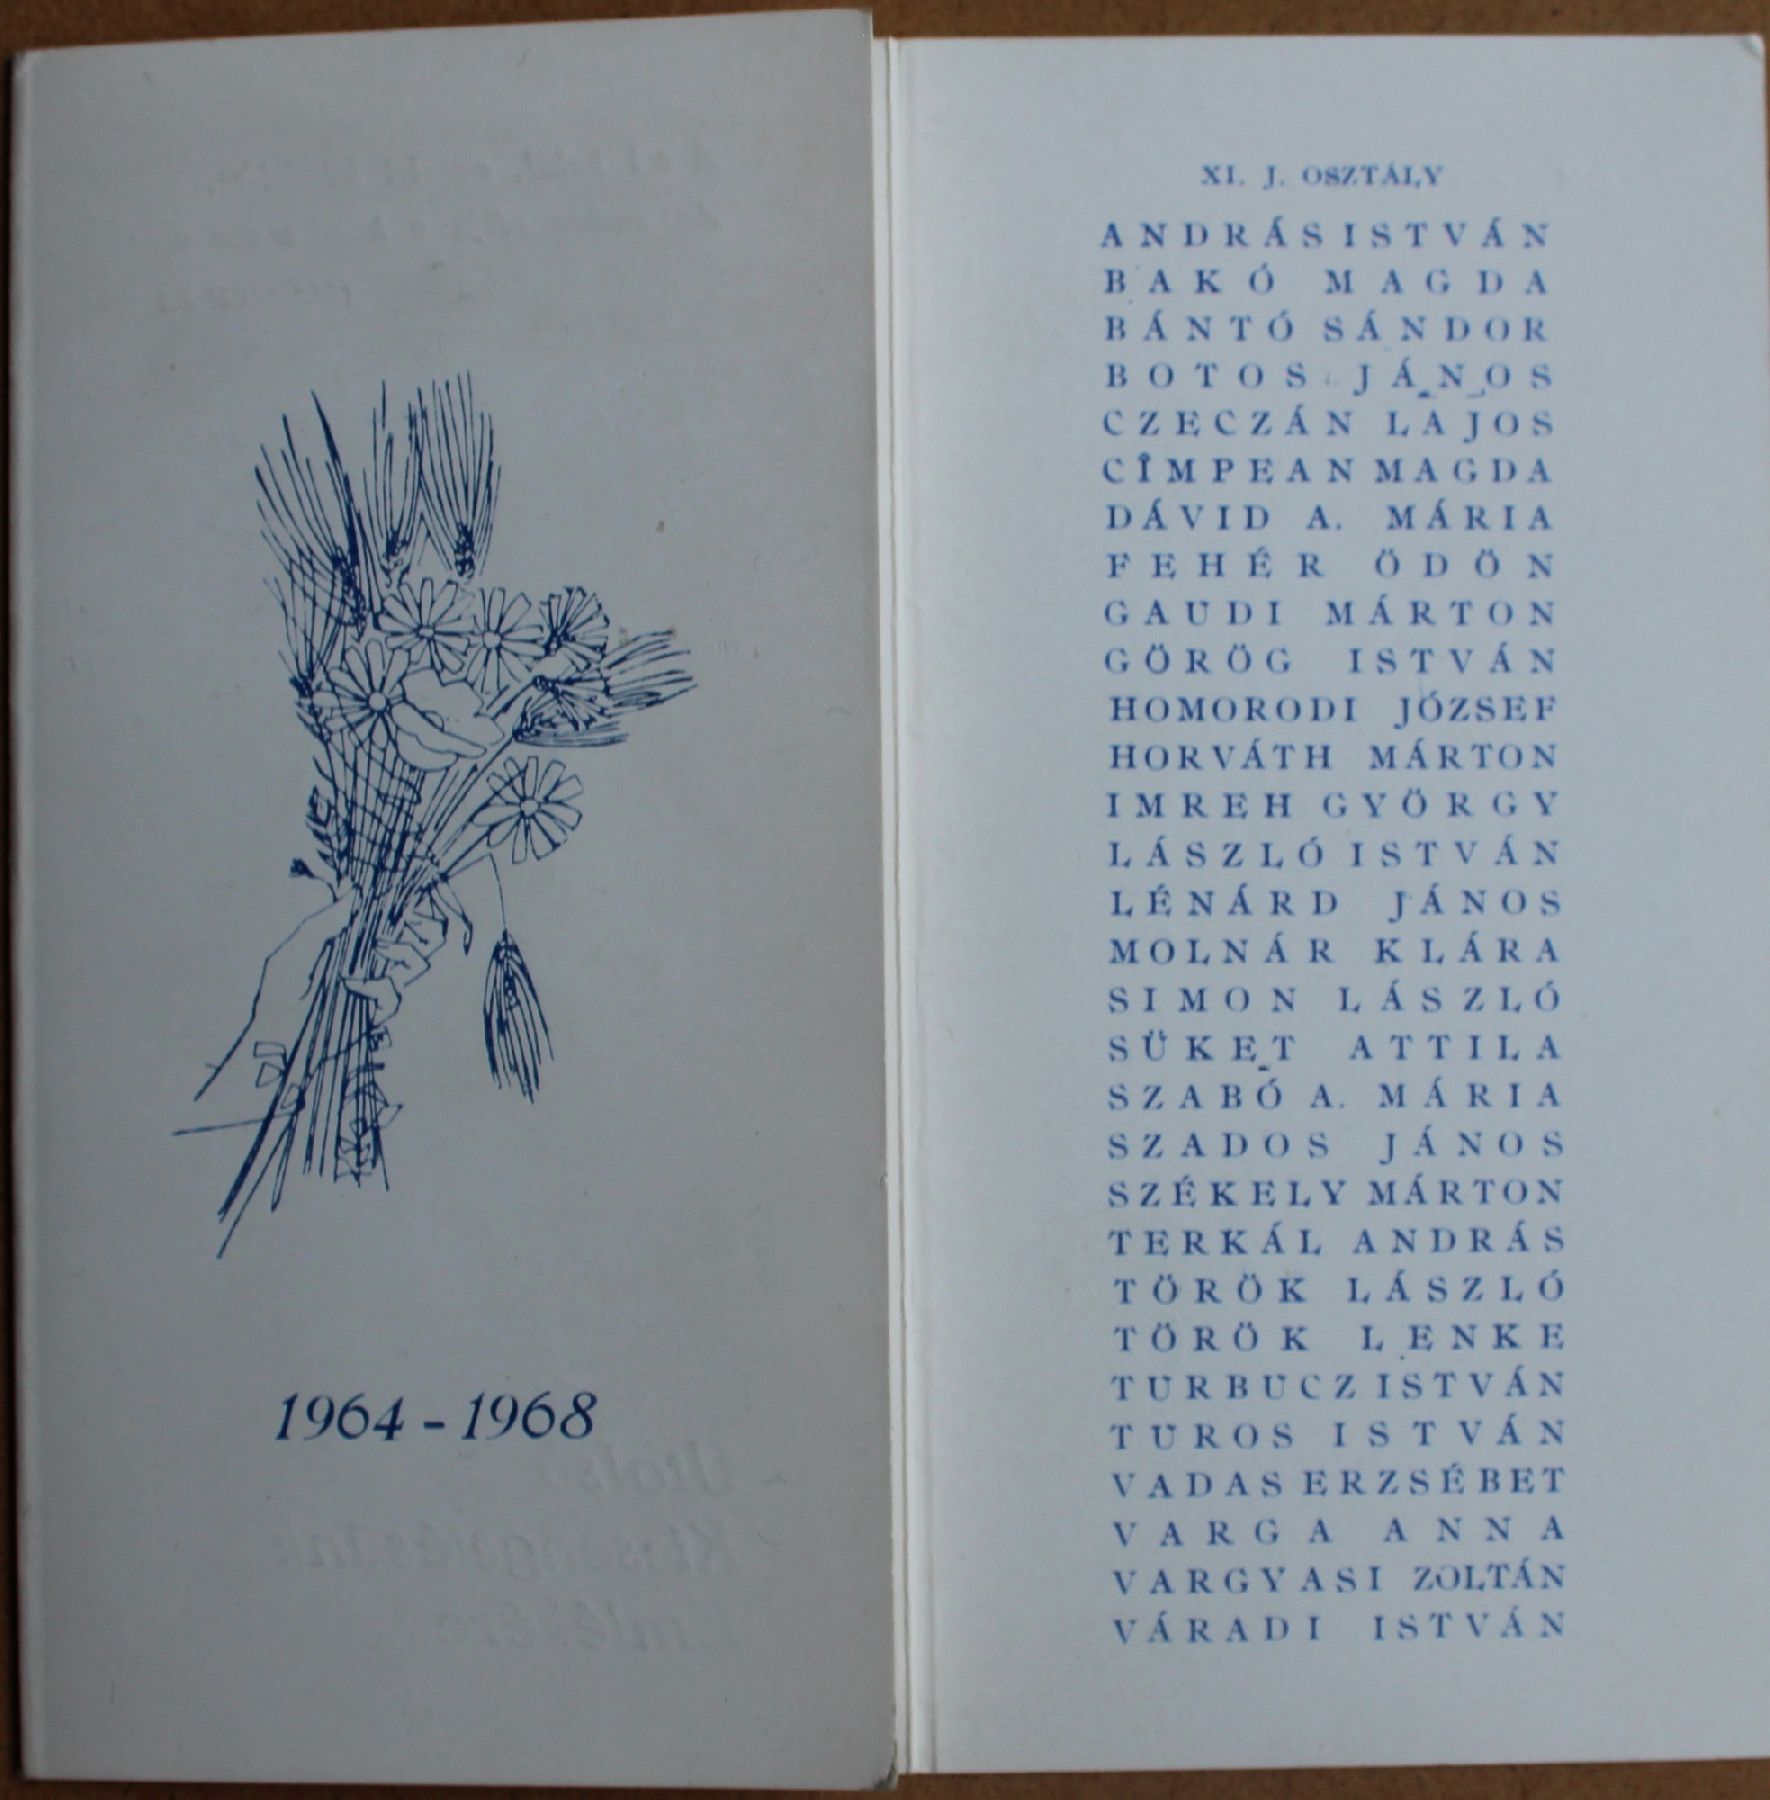 1964-1968
XI. J. OSZTÁLY
ANDRÁS ISTVÁN
BAKÓ MAGDA
BÁNTÓ SÁNDOR
BOTOS JÁNOS
CZECZÁN LAJOS
CÎMPEAN MAGDA
DÁVID A. MÁRIA
FEHÉR ÖDÖN
GAUDI MÁRTON
GÖRÖG ISTVÁN
HOMORODI JÓZSEF
HORVÁTH MÁRTON
IMREH GYÖRGY
LÁSZLÓ ISTVÁN
LÉNÁRD JÁNOS
MOLNÁR KLÁRA
SIMON LÁSZLÓ
SÜKET ATTILA
SZABÓ A. MÁRIA
SZADOS JÁNOS
SZÉKELY MÁRTON
TERKÁL ANDRÁS
TÖRÖK LÁSZLÓ
TÖRÖK LENKE
TURBUCZ ISTVÁN
TUROS ISTVÁN
VADAS ERZSÉBET
VARGA ANNA
VARGYASI ZOLTÁN
VÁRADI ISTVÁN